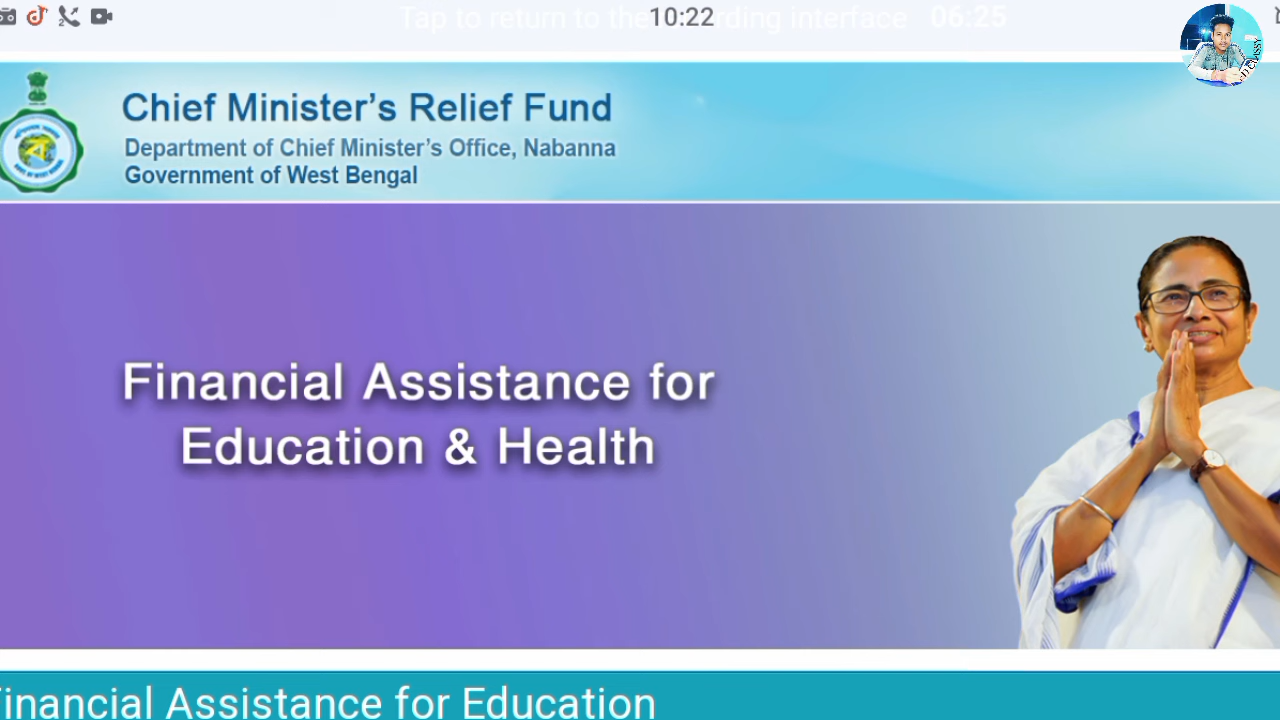 Tap to return to the
10:22
rding interface
06:25
Chief Minister's Relief Fund
Department of Chief Minister's Office, Nabanna
Government of West Bengal
Financial Assistance for
Education & Health
inancial Assistance for Education